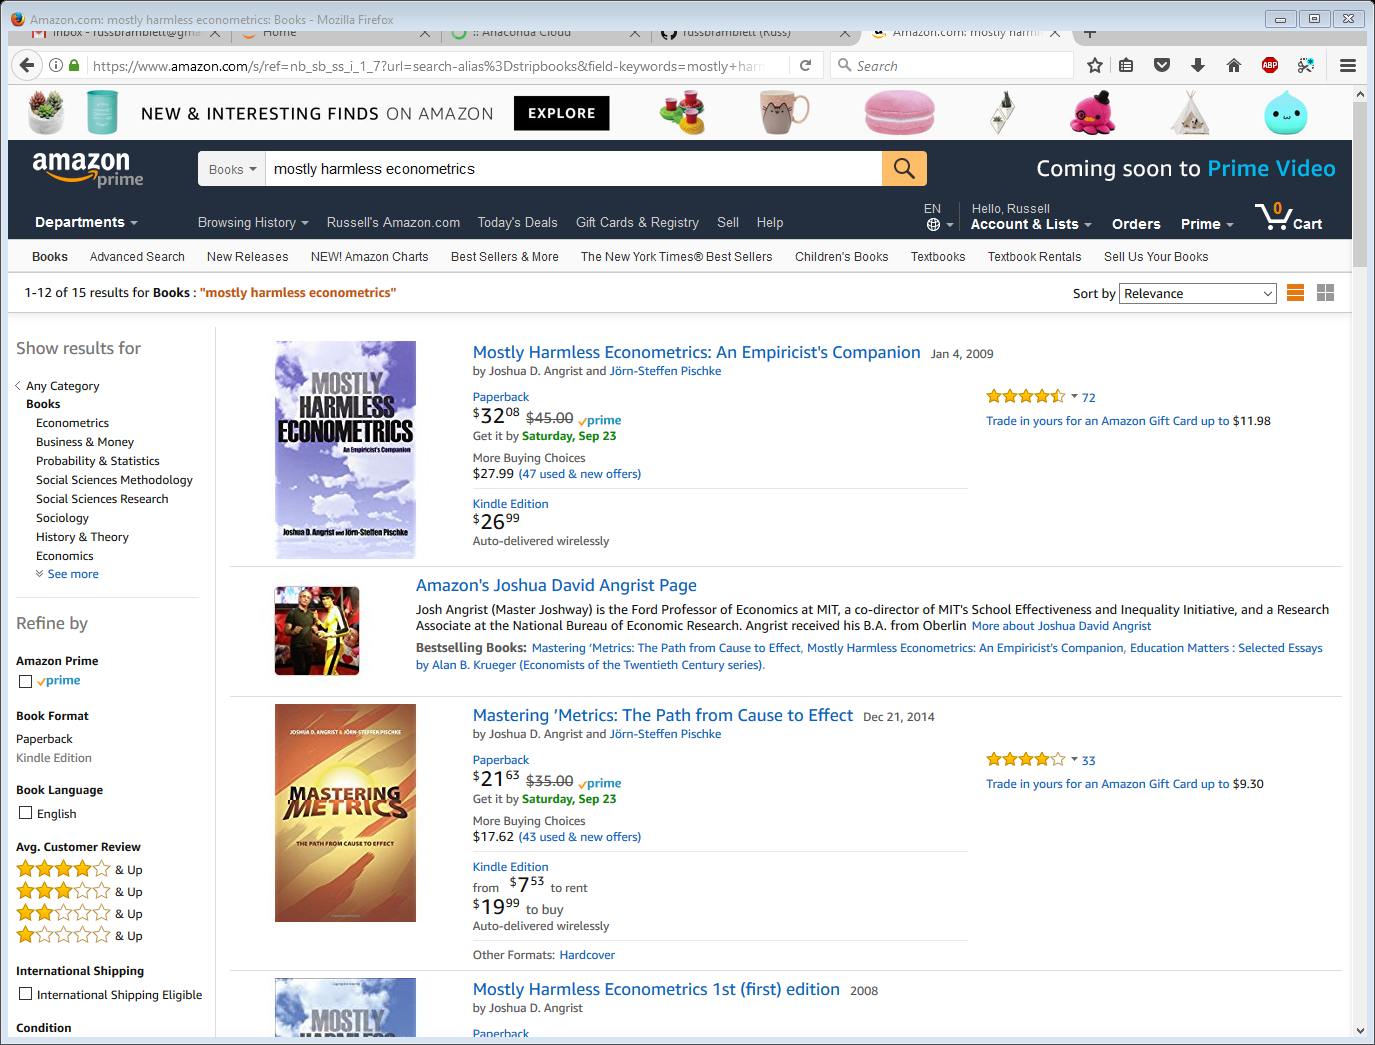 Amazon.com: mostly harmless econometrics: Books - Mozilla Firefox
Inbox - russbramblett@gma
Home
:: Anaconda Cloud
russbramblett (Russ)
Amazon.com: mostly harml
https://www.amazon.com/s/ref=nb_sb_ss_i_1_7?url=search-alias%3Dstripbooks&field-keywords=mostly+har
Search
ABP
NEW & INTERESTING FINDS ON AMAZON
EXPLORE
amazon prime
Books
mostly harmless econometrics
Coming soon to Prime Video
Departments
Browsing History
Russell's Amazon.com
Today's Deals
Gift Cards & Registry
Sell
Help
EN
Hello, Russell
Account & Lists
Orders
Prime
0
Cart
Books
Advanced Search
New Releases
NEW! Amazon Charts
Best Sellers & More
The New York Times® Best Sellers
Children's Books
Textbooks
Textbook Rentals
Sell Us Your Books
1-12 of 15 results for Books : "mostly harmless econometrics"
Sort by Relevance
Show results for
Any Category
Books
Econometrics
Business & Money
Probability & Statistics
Social Sciences Methodology
Social Sciences Research
Sociology
History & Theory
Economics
See more
Refine by
Amazon Prime
prime
Book Format
Paperback
Kindle Edition
Book Language
English
Avg. Customer Review
& Up
& Up
& Up
& Up
International Shipping
International Shipping Eligible
Condition
MOSTLY
HARMLESS
ECONOMETRICS
An Empiricist's Companion
Joshua D. Angrist and Jörn-Steffen Pischke
Mostly Harmless Econometrics: An Empiricist's Companion Jan 4, 2009
by Joshua D. Angrist and Jörn-Steffen Pischke
Paperback
$32 08 $45.00 prime
Get it by Saturday, Sep 23
More Buying Choices
$27.99 (47 used & new offers)
Kindle Edition
$26 99
Auto-delivered wirelessly
72
Trade in yours for an Amazon Gift Card up to $11.98
Amazon's Joshua David Angrist Page
Josh Angrist (Master Joshway) is the Ford Professor of Economics at MIT, a co-director of MIT's School Effectiveness and Inequality Initiative, and a Research
Associate at the National Bureau of Economic Research. Angrist received his B.A. from Oberlin More about Joshua David Angrist
Bestselling Books: Mastering 'Metrics: The Path from Cause to Effect, Mostly Harmless Econometrics: An Empiricist's Companion, Education Matters : Selected Essays
by Alan B. Krueger (Economists of the Twentieth Century series).
JOSHUA D. ANGRIST & JÖRN-STEFFEN PISCHKE
MASTERING
'METRICS
THE PATH FROM CAUSE TO EFFECT
Mastering 'Metrics: The Path from Cause to Effect Dec 21, 2014
by Joshua D. Angrist and Jörn-Steffen Pischke
Paperback
$21 63 $35.00 prime
Get it by Saturday, Sep 23
More Buying Choices
$17.62 (43 used & new offers)
Kindle Edition
from $7 53 to rent
$19 99 to buy
Auto-delivered wirelessly
Other Formats: Hardcover
33
Trade in yours for an Amazon Gift Card up to $9.30
MOSTLY
HARMLESS
Mostly Harmless Econometrics 1st (first) edition 2008
by Joshua D. Angrist
Paperback